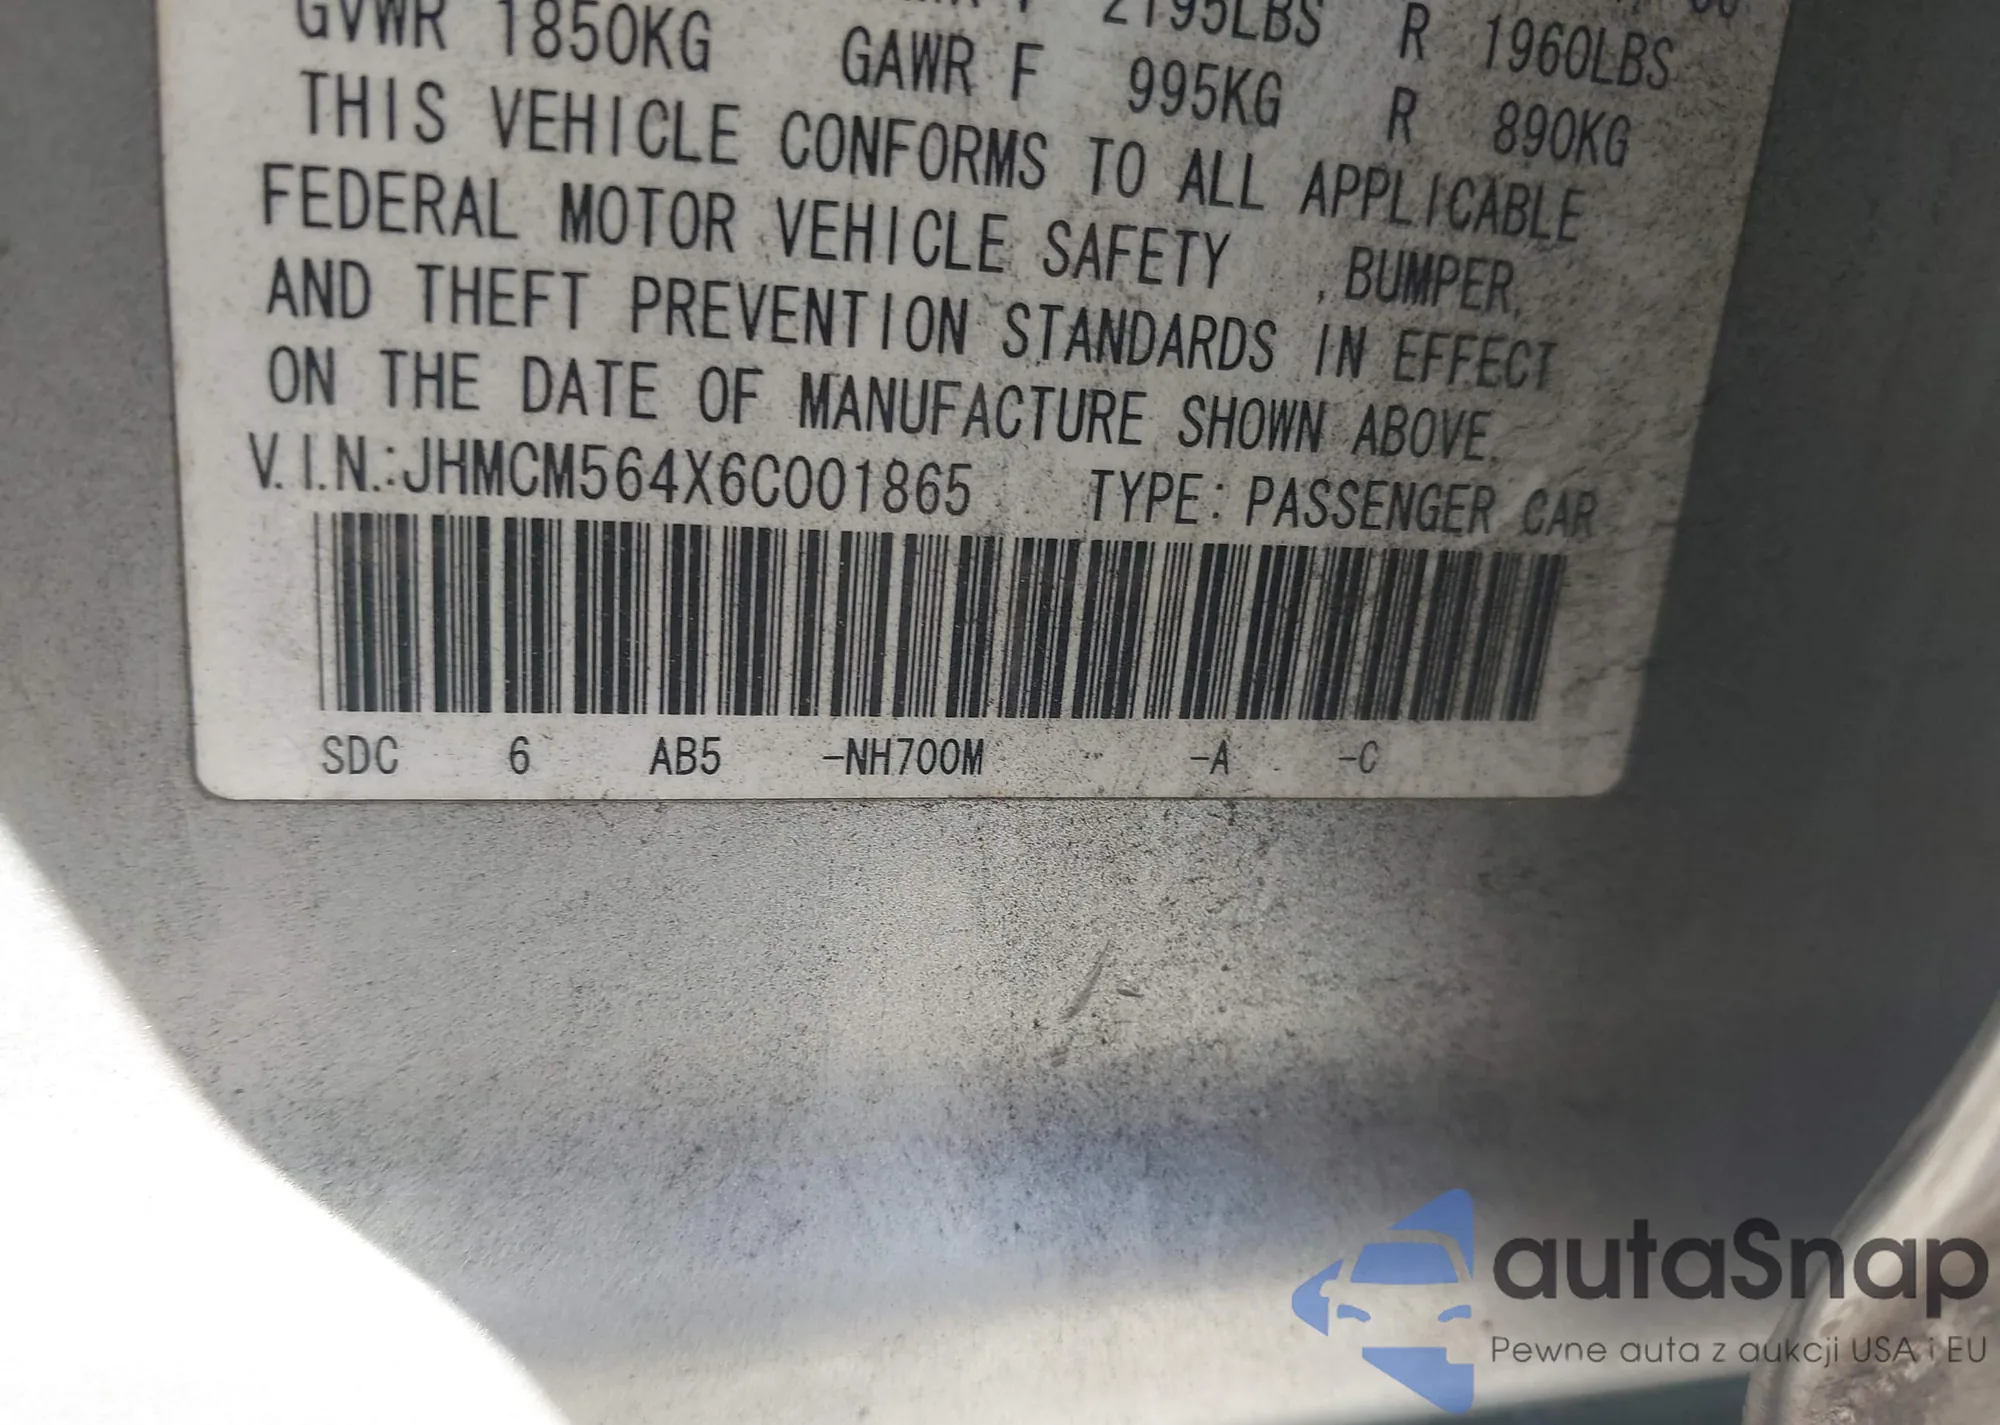 2195LBS R 1960LBS
GVWR 1850KG GAWR F 995KG R 890KG
THIS VEHICLE CONFORMS TO ALL APPLICABLE
FEDERAL MOTOR VEHICLE SAFETY , BUMPER,
AND THEFT PREVENTION STANDARDS IN EFFECT
ON THE DATE OF MANUFACTURE SHOWN ABOVE.
V.I.N.:JHMCM564X6C001865 TYPE: PASSENGER CAR
SDC 6 AB5 -NH700M -A -C
autaSnap
Pewne auta z aukcji USA i EU